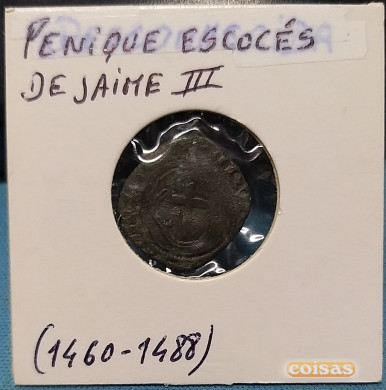 PENIQUE ESCOCÉS
DE JAIME III
(1460-1488)
coisas